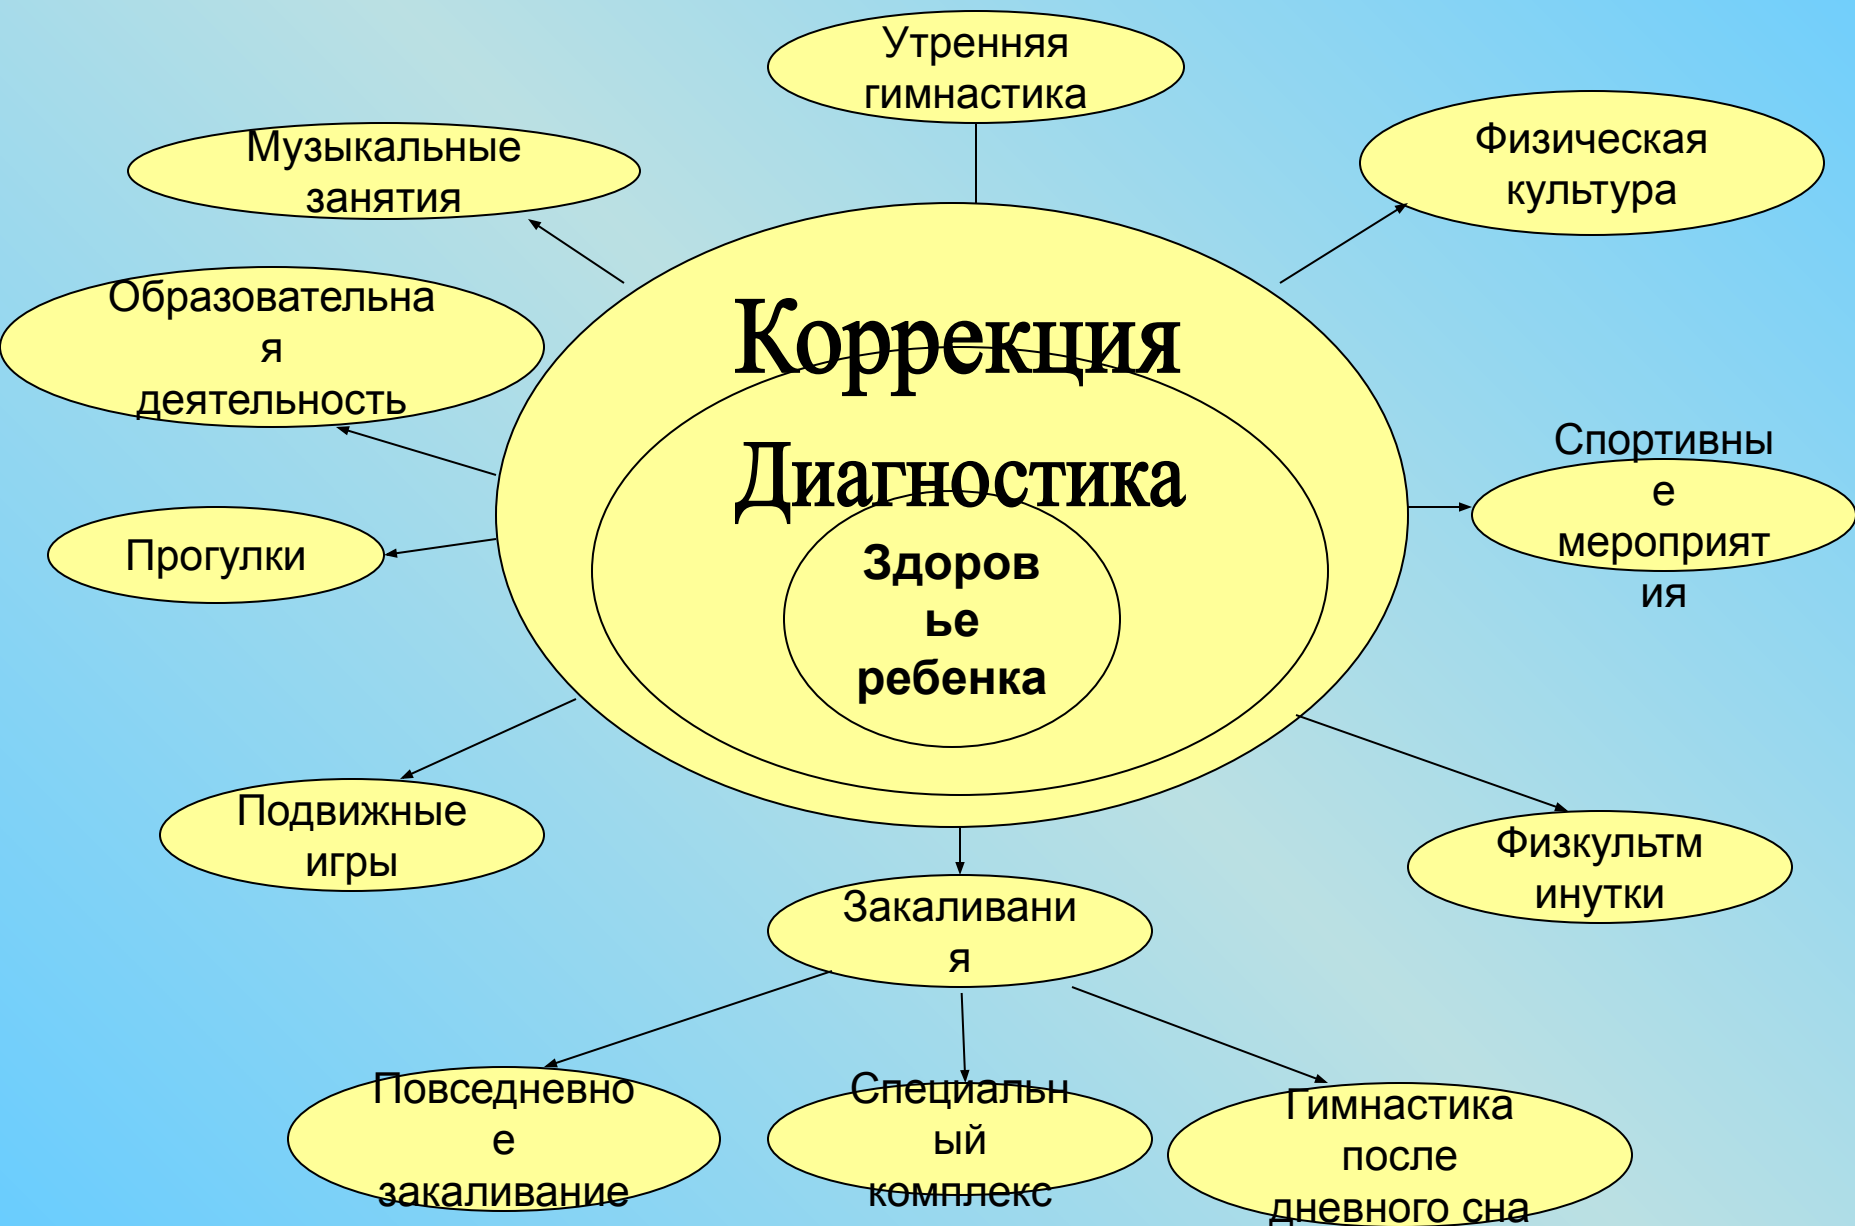 Утренняя
гимнастика
Музыкальные
занятия
Физическая
культура
Образовательна
я
деятельность
Коррекция
Диагностика
Здоров
ье
ребенка
Спортивны
е
мероприят
ия
Прогулки
Подвижные
игры
Физкультм
инутки
Закаливани
я
Повседневно
е
закаливание
Специальн
ый
комплекс
Гимнастика
после
дневного сна